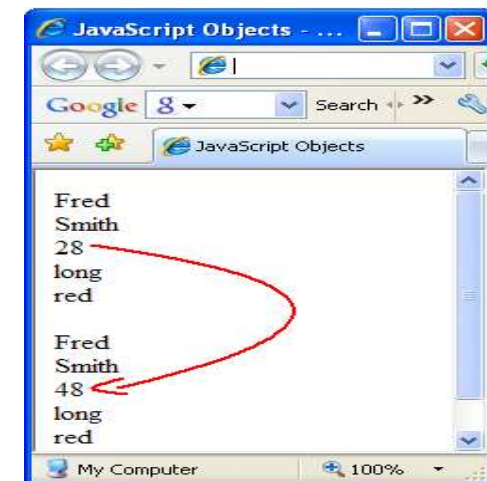 JavaScript Objects - ...
Google 8 Search »
JavaScript Objects
Fred
Smith
28
long
red
Fred
Smith
48
long
red
My Computer 100%